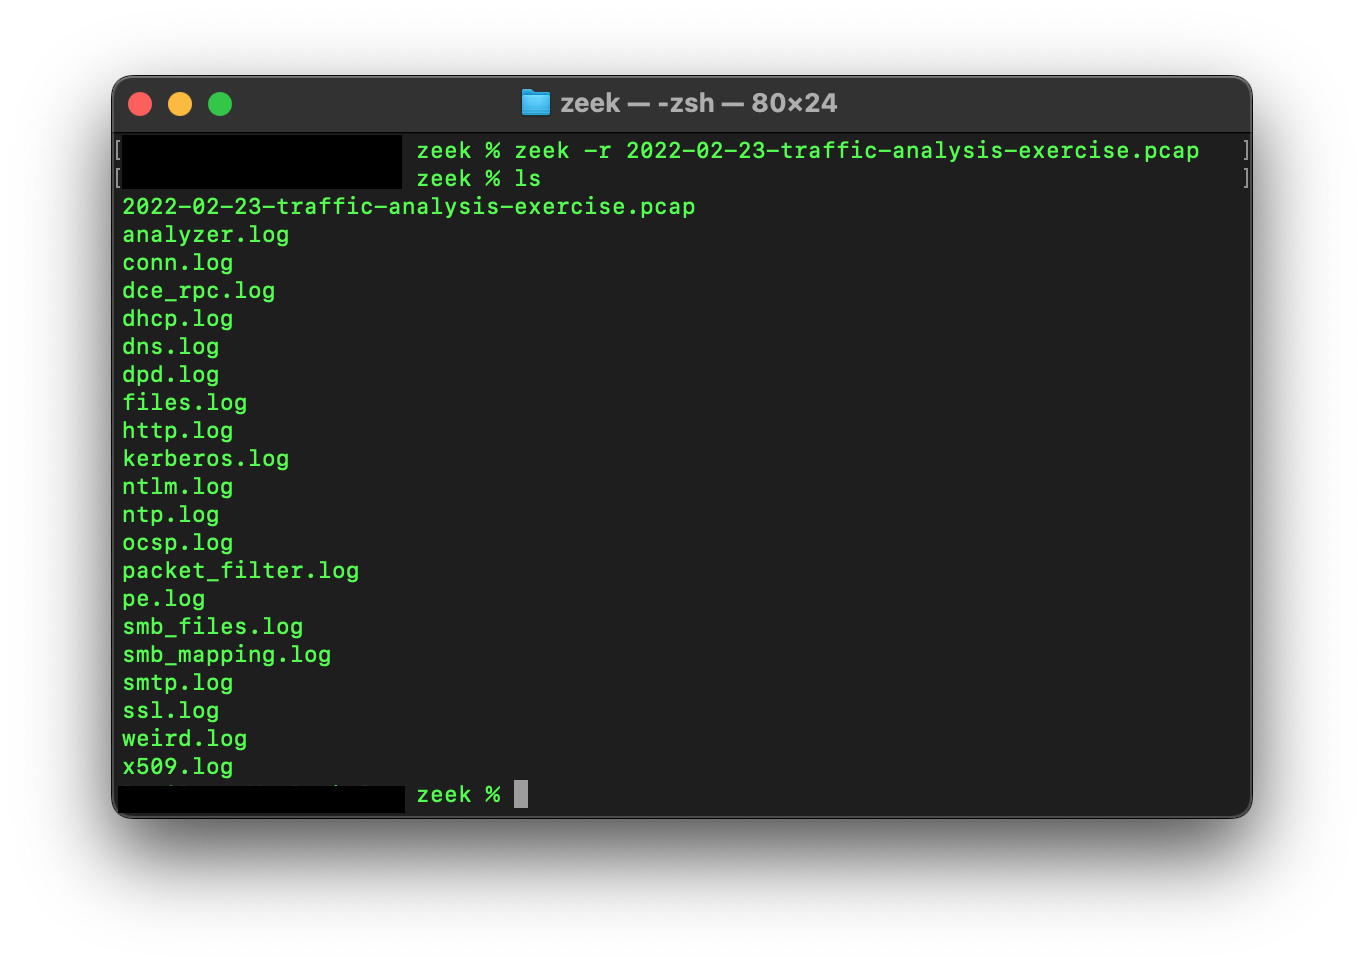 zeek — -zsh — 80×24
[ zeek % zeek -r 2022-02-23-traffic-analysis-exercise.pcap ]
[ zeek % ls ]
2022-02-23-traffic-analysis-exercise.pcap
analyzer.log
conn.log
dce_rpc.log
dhcp.log
dns.log
dpd.log
files.log
http.log
kerberos.log
ntlm.log
ntp.log
ocsp.log
packet_filter.log
pe.log
smb_files.log
smb_mapping.log
smtp.log
ssl.log
weird.log
x509.log
zeek %